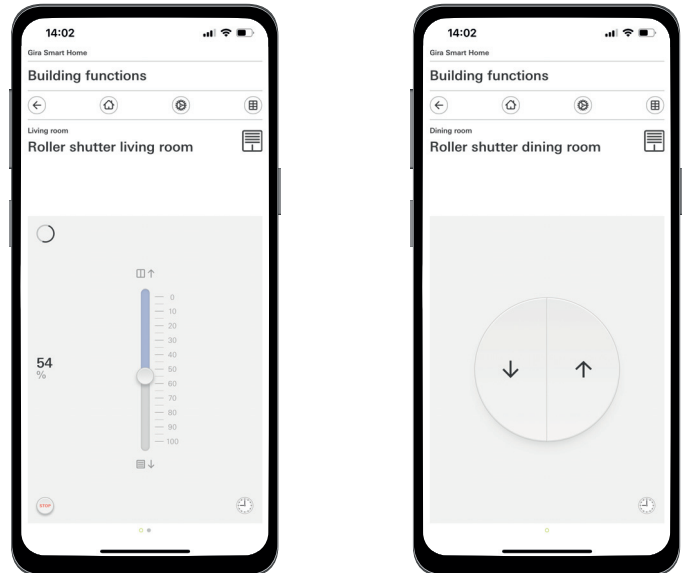 14:02
Gira Smart Home
Building functions
Living room
Roller shutter living room
0
10
20
30
40
50
60
70
80
90
100
54
%
STOP
14:02
Gira Smart Home
Building functions
Dining room
Roller shutter dining room